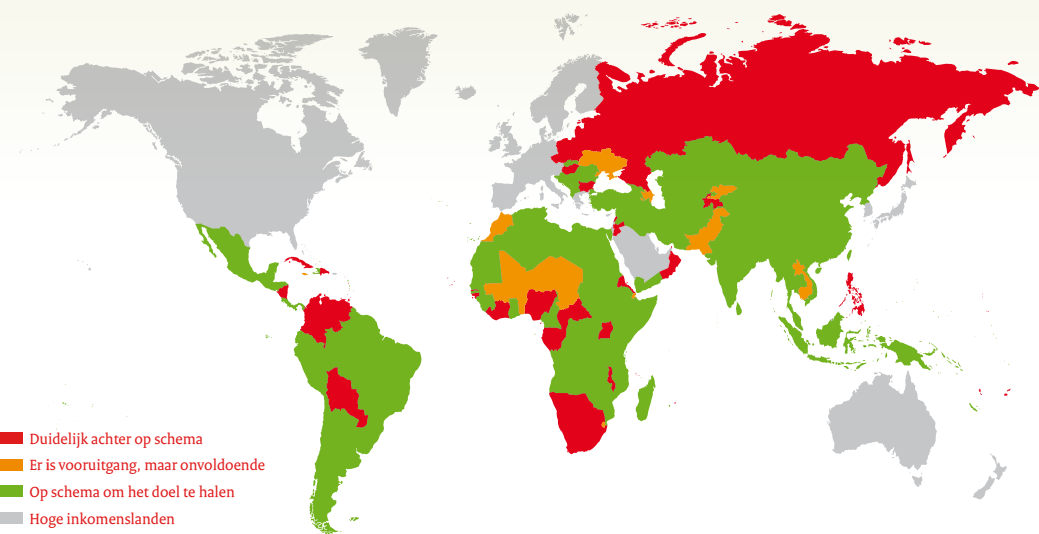 Duidelijk achter op schema
Er is vooruitgang, maar onvoldoende
Op schema om het doel te halen
Hoge inkomenslanden